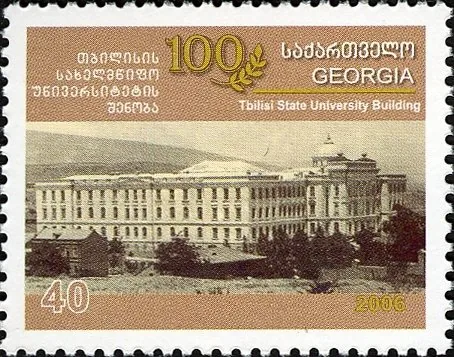 თბილისის
სახელმწიფო
უნივერსიტეტის
შენობა
100
საქართველო
GEORGIA
Tbilisi State University Building
40
2006